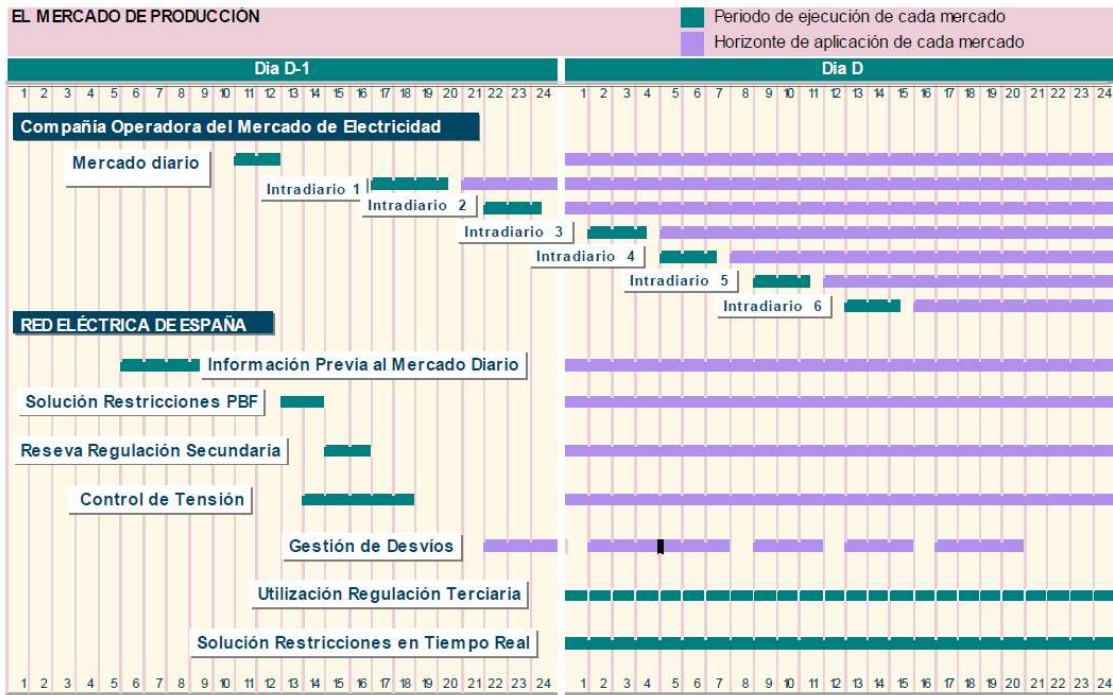 EL MERCADO DE PRODUCCIÓN
Periodo de ejecución de cada mercado
Horizonte de aplicación de cada mercado
Dia D-1
Dia D
1 2 3 4 5 6 7 8 9 10 11 12 13 14 15 16 17 18 19 20 21 22 23 24
1 2 3 4 5 6 7 8 9 10 11 12 13 14 15 16 17 18 19 20 21 22 23 24
Compañía Operadora del Mercado de Electricidad
Mercado diario
Intradiario 1
Intradiario 2
Intradiario 3
Intradiario 4
Intradiario 5
Intradiario 6
RED ELÉCTRICA DE ESPAÑA
Información Previa al Mercado Diario
Solución Restricciones PBF
Reseva Regulación Secundaria
Control de Tensión
Gestión de Desvíos
Utilización Regulación Terciaria
Solución Restricciones en Tiempo Real
1 2 3 4 5 6 7 8 9 10 11 12 13 14 15 16 17 18 19 20 21 22 23 24
1 2 3 4 5 6 7 8 9 10 11 12 13 14 15 16 17 18 19 20 21 22 23 24